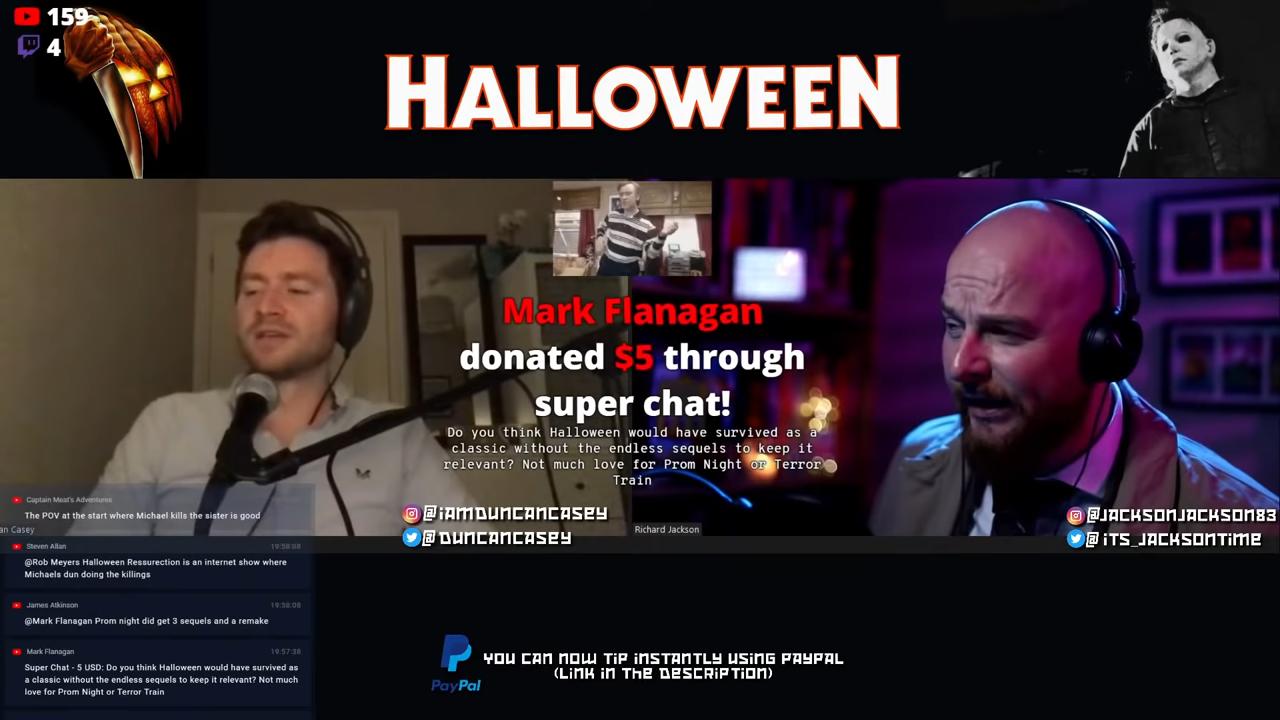 159
4
HALLOWEEN
Mark Flanagan
donated $5 through
super chat!
Do you think Halloween would have survived as a
classic without the endless sequels to keep it
relevant? Not much love for Prom Night or Terror
Train
Captain Meat's Adventures
The POV at the start where Michael kills the sister is good
an Casey
@iAMDUNCANCASEY
@DUNCANCASEY
Richard Jackson
@JACKSONJACKSON83
@iTS_JACKSONTIME
Steven Allan 19:58:08
@Rob Meyers Halloween Ressurection is an internet show where
Michaels dun doing the killings
James Atkinson 19:58:08
@Mark Flanagan Prom night did get 3 sequels and a remake
Mark Flanagan 19:57:38
Super Chat - 5 USD: Do you think Halloween would have survived as
a classic without the endless sequels to keep it relevant? Not much
love for Prom Night or Terror Train
PayPal
YOU CAN NOW TIP INSTANTLY USING PAYPAL
(LINK IN THE DESCRIPTION)